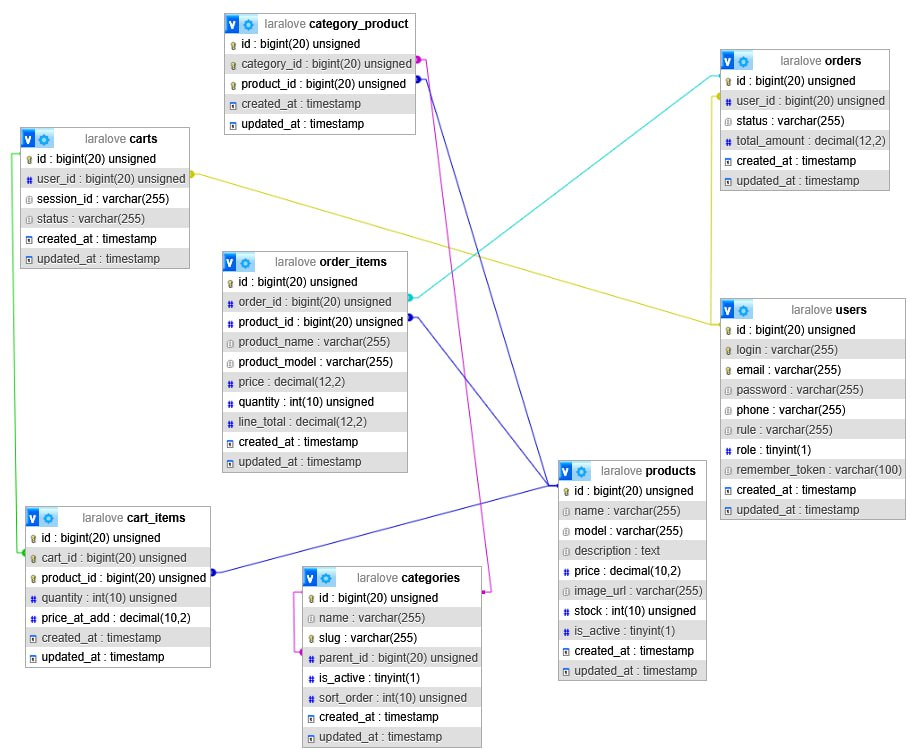 laralove category_product
id : bigint(20) unsigned
category_id : bigint(20) unsigned
product_id : bigint(20) unsigned
created_at : timestamp
updated_at : timestamp
laralove orders
id : bigint(20) unsigned
user_id : bigint(20) unsigned
status : varchar(255)
total_amount : decimal(12,2)
created_at : timestamp
updated_at : timestamp
laralove carts
id : bigint(20) unsigned
user_id : bigint(20) unsigned
session_id : varchar(255)
status : varchar(255)
created_at : timestamp
updated_at : timestamp
laralove order_items
id : bigint(20) unsigned
order_id : bigint(20) unsigned
product_id : bigint(20) unsigned
product_name : varchar(255)
product_model : varchar(255)
price : decimal(12,2)
quantity : int(10) unsigned
line_total : decimal(12,2)
created_at : timestamp
updated_at : timestamp
laralove users
id : bigint(20) unsigned
login : varchar(255)
email : varchar(255)
password : varchar(255)
phone : varchar(255)
rule : varchar(255)
role : tinyint(1)
remember_token : varchar(100)
created_at : timestamp
updated_at : timestamp
laralove products
id : bigint(20) unsigned
name : varchar(255)
model : varchar(255)
description : text
price : decimal(10,2)
image_url : varchar(255)
stock : int(10) unsigned
is_active : tinyint(1)
created_at : timestamp
updated_at : timestamp
laralove cart_items
id : bigint(20) unsigned
cart_id : bigint(20) unsigned
product_id : bigint(20) unsigned
quantity : int(10) unsigned
price_at_add : decimal(10,2)
created_at : timestamp
updated_at : timestamp
laralove categories
id : bigint(20) unsigned
name : varchar(255)
slug : varchar(255)
parent_id : bigint(20) unsigned
is_active : tinyint(1)
sort_order : int(10) unsigned
created_at : timestamp
updated_at : timestamp